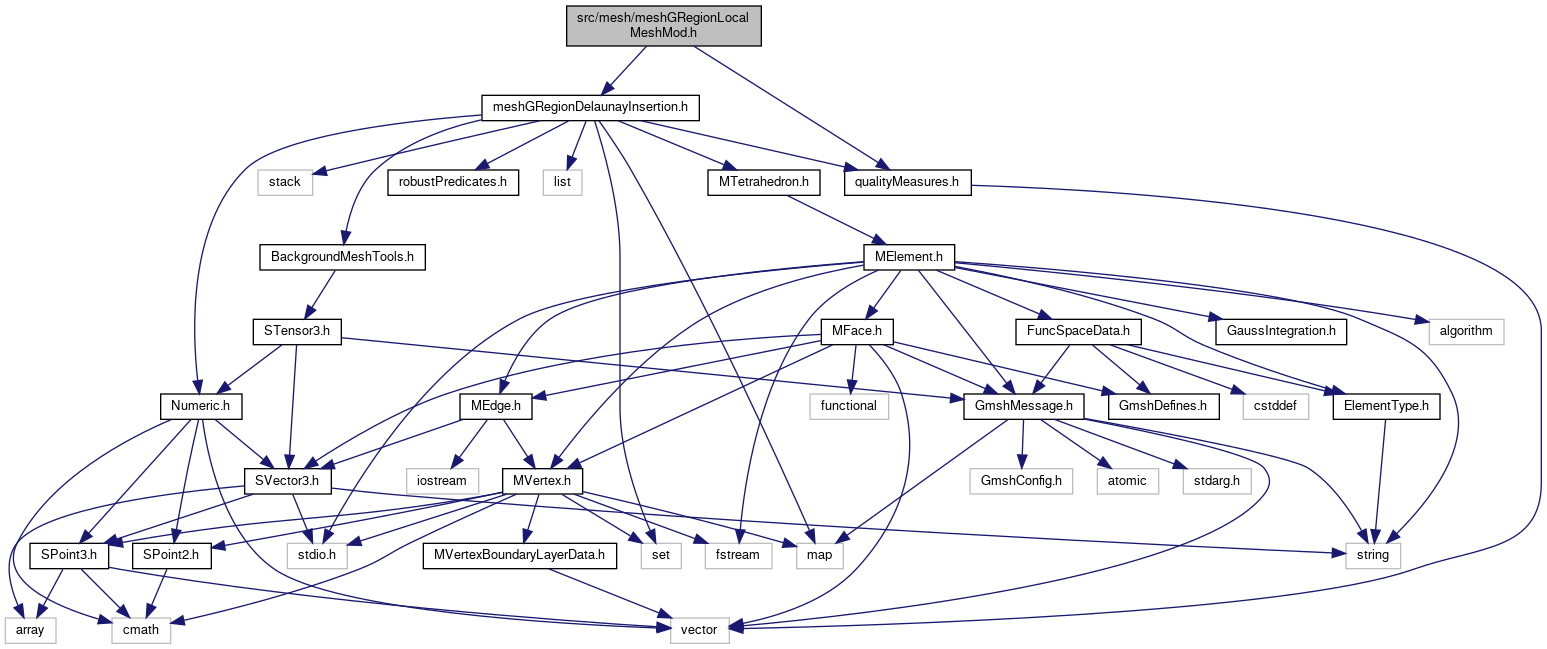 src/mesh/meshGRegionLocal
MeshMod.h
meshGRegionDelaunayInsertion.h
stack
robustPredicates.h
list
MTetrahedron.h
qualityMeasures.h
BackgroundMeshTools.h
MElement.h
STensor3.h
MFace.h
FuncSpaceData.h
GaussIntegration.h
algorithm
Numeric.h
MEdge.h
functional
GmshMessage.h
GmshDefines.h
cstddef
ElementType.h
SVector3.h
iostream
MVertex.h
GmshConfig.h
atomic
stdarg.h
SPoint3.h
SPoint2.h
stdio.h
MVertexBoundaryLayerData.h
set
fstream
map
string
array
cmath
vector